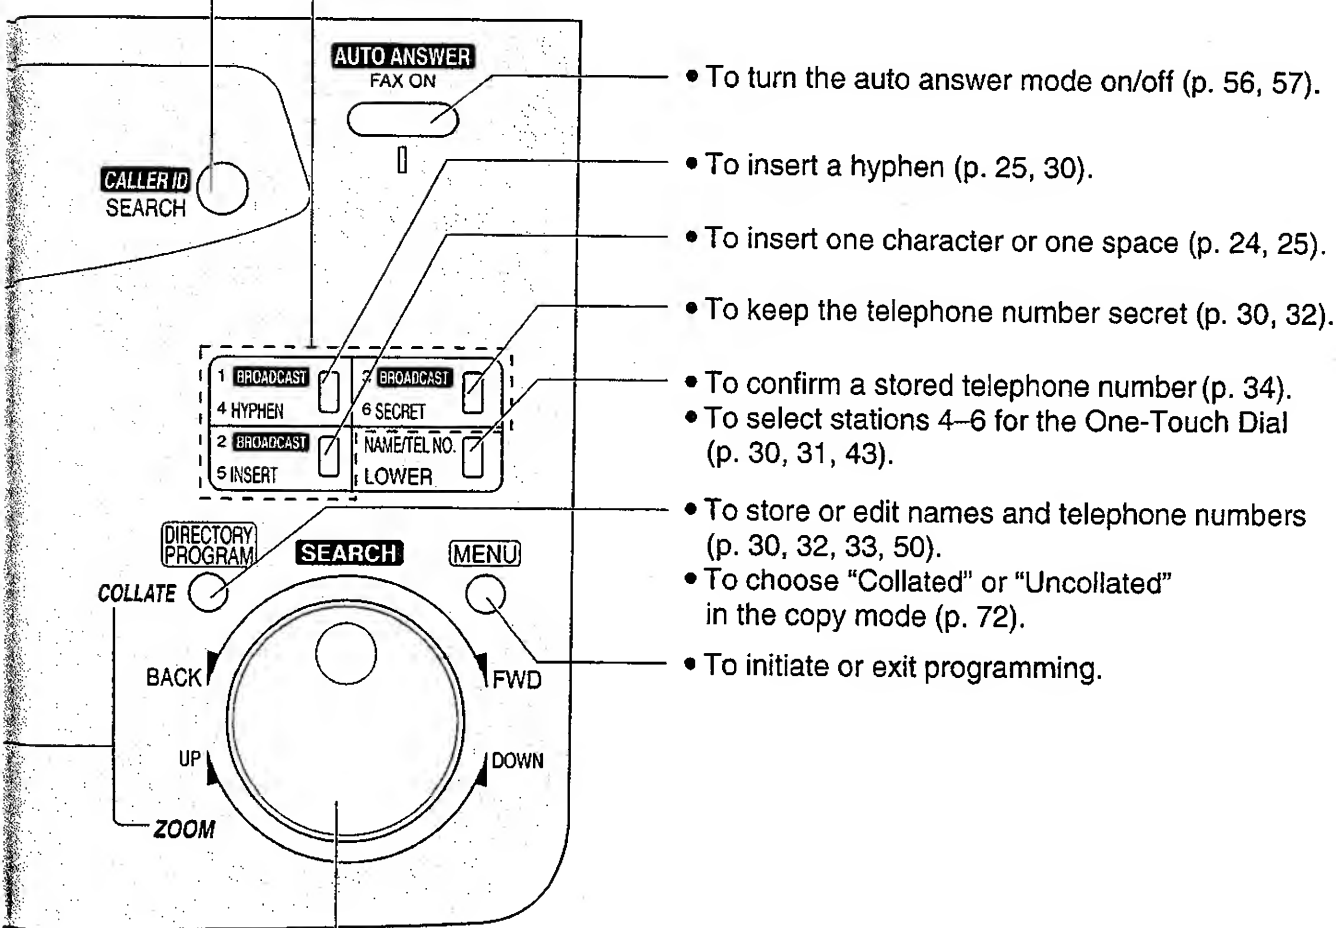 AUTO ANSWER
FAX ON
• To turn the auto answer mode on/off (p. 56, 57).
• To insert a hyphen (p. 25, 30).
CALLER ID
SEARCH
• To insert one character or one space (p. 24, 25).
• To keep the telephone number secret (p. 30, 32).
1 BROADCAST
3 BROADCAST
4 HYPHEN
6 SECRET
2 BROADCAST
NAME/TEL NO.
5 INSERT
LOWER
• To confirm a stored telephone number (p. 34).
• To select stations 4–6 for the One-Touch Dial
(p. 30, 31, 43).
DIRECTORY
PROGRAM
SEARCH
MENU
• To store or edit names and telephone numbers
(p. 30, 32, 33, 50).
• To choose “Collated” or “Uncollated”
in the copy mode (p. 72).
COLLATE
BACK
FWD
• To initiate or exit programming.
UP
DOWN
ZOOM